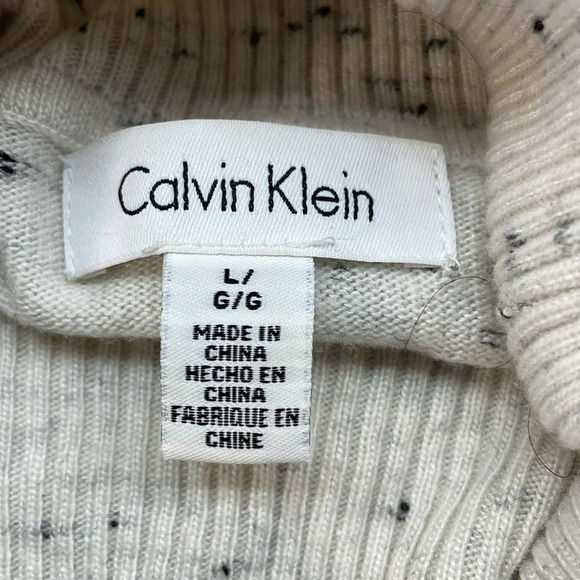 Calvin Klein
L/
G/G
MADE IN
CHINA
HECHO EN
CHINA
FABRIQUE EN
CHINE